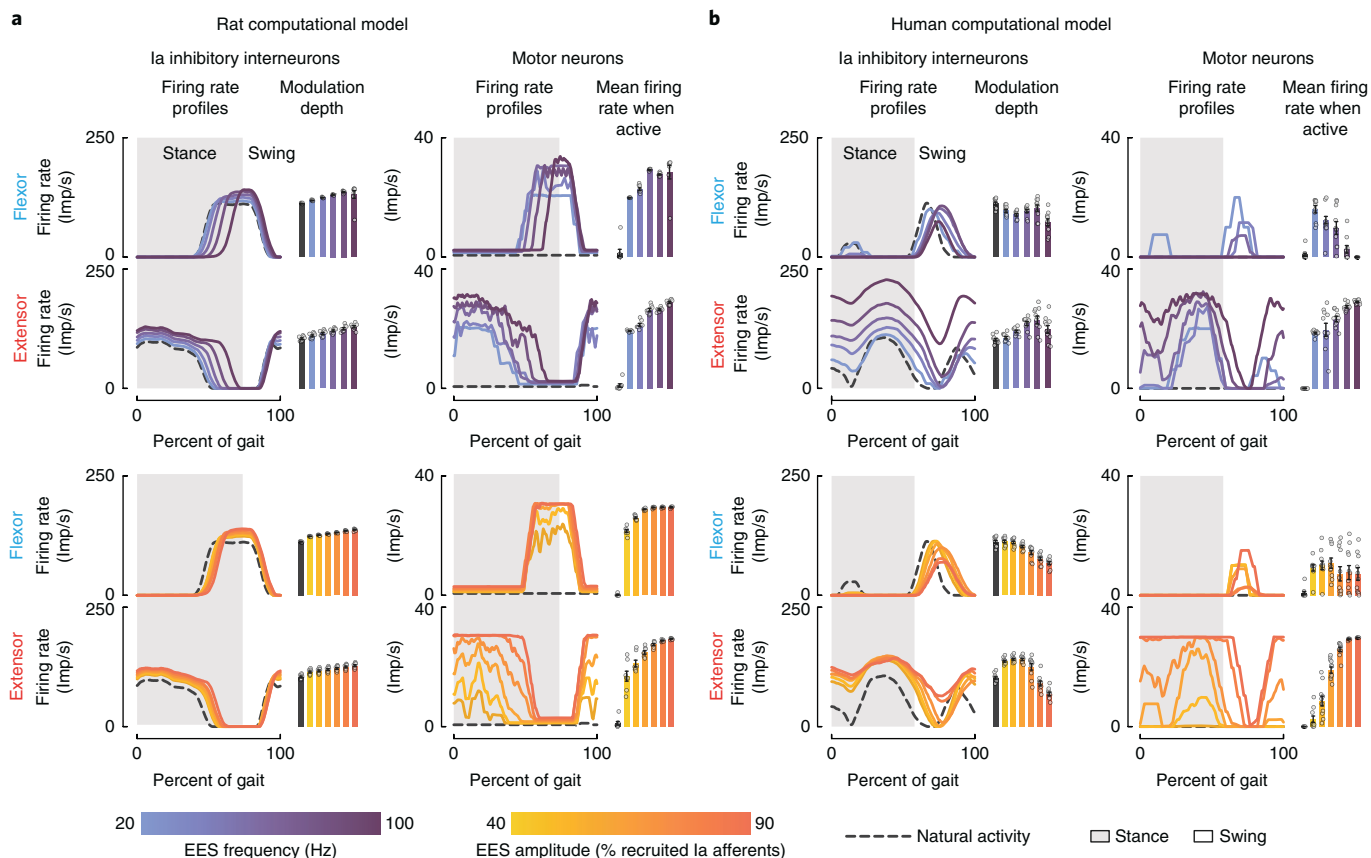 a
Rat computational model
Ia inhibitory interneurons
Motor neurons
Firing rate profiles
Modulation depth
Firing rate profiles
Mean firing rate when active
Flexor
Firing rate (Imp/s)
250
0
Stance
Swing
(Imp/s)
40
0
Extensor
Firing rate (Imp/s)
250
0
0
100
Percent of gait
(Imp/s)
40
0
0
100
Percent of gait
Flexor
Firing rate (Imp/s)
250
0
(Imp/s)
40
0
Extensor
Firing rate (Imp/s)
250
0
0
100
Percent of gait
(Imp/s)
40
0
0
100
Percent of gait
b
Human computational model
Ia inhibitory interneurons
Motor neurons
Firing rate profiles
Modulation depth
Firing rate profiles
Mean firing rate when active
Flexor
Firing rate (Imp/s)
250
0
Stance
Swing
(Imp/s)
40
0
Extensor
Firing rate (Imp/s)
250
0
0
100
Percent of gait
(Imp/s)
40
0
0
100
Percent of gait
Flexor
Firing rate (Imp/s)
250
0
(Imp/s)
40
0
Extensor
Firing rate (Imp/s)
250
0
0
100
Percent of gait
(Imp/s)
40
0
0
100
Percent of gait
20
100
EES frequency (Hz)
40
90
EES amplitude (% recruited Ia afferents)
Natural activity
Stance
Swing